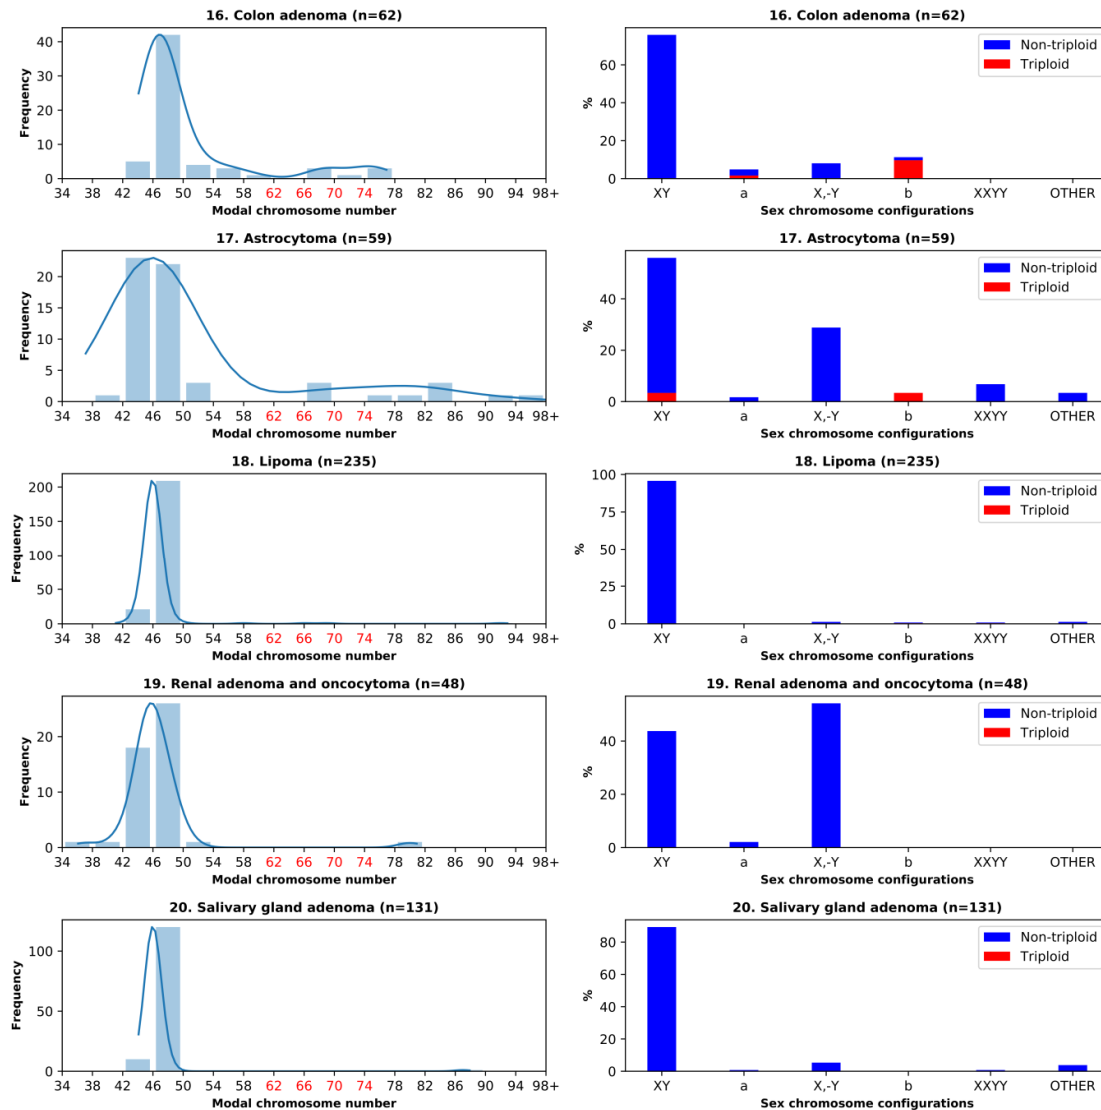 16. Colon adenoma (n=62)
Frequency
40
30
20
10
0
34 38 42 46 50 54 58 62 66 70 74 78 82 86 90 94 98+
Modal chromosome number
16. Colon adenoma (n=62)
%
60
40
20
0
Non-triploid
Triploid
XY a X,-Y b XXYY OTHER
Sex chromosome configurations
17. Astrocytoma (n=59)
Frequency
20
15
10
5
0
34 38 42 46 50 54 58 62 66 70 74 78 82 86 90 94 98+
Modal chromosome number
17. Astrocytoma (n=59)
%
40
20
0
Non-triploid
Triploid
XY a X,-Y b XXYY OTHER
Sex chromosome configurations
18. Lipoma (n=235)
Frequency
200
150
100
50
0
34 38 42 46 50 54 58 62 66 70 74 78 82 86 90 94 98+
Modal chromosome number
18. Lipoma (n=235)
%
100
75
50
25
0
Non-triploid
Triploid
XY a X,-Y b XXYY OTHER
Sex chromosome configurations
19. Renal adenoma and oncocytoma (n=48)
Frequency
20
10
0
34 38 42 46 50 54 58 62 66 70 74 78 82 86 90 94 98+
Modal chromosome number
19. Renal adenoma and oncocytoma (n=48)
%
40
20
0
Non-triploid
Triploid
XY a X,-Y b XXYY OTHER
Sex chromosome configurations
20. Salivary gland adenoma (n=131)
Frequency
100
50
0
34 38 42 46 50 54 58 62 66 70 74 78 82 86 90 94 98+
Modal chromosome number
20. Salivary gland adenoma (n=131)
%
80
60
40
20
0
Non-triploid
Triploid
XY a X,-Y b XXYY OTHER
Sex chromosome configurations